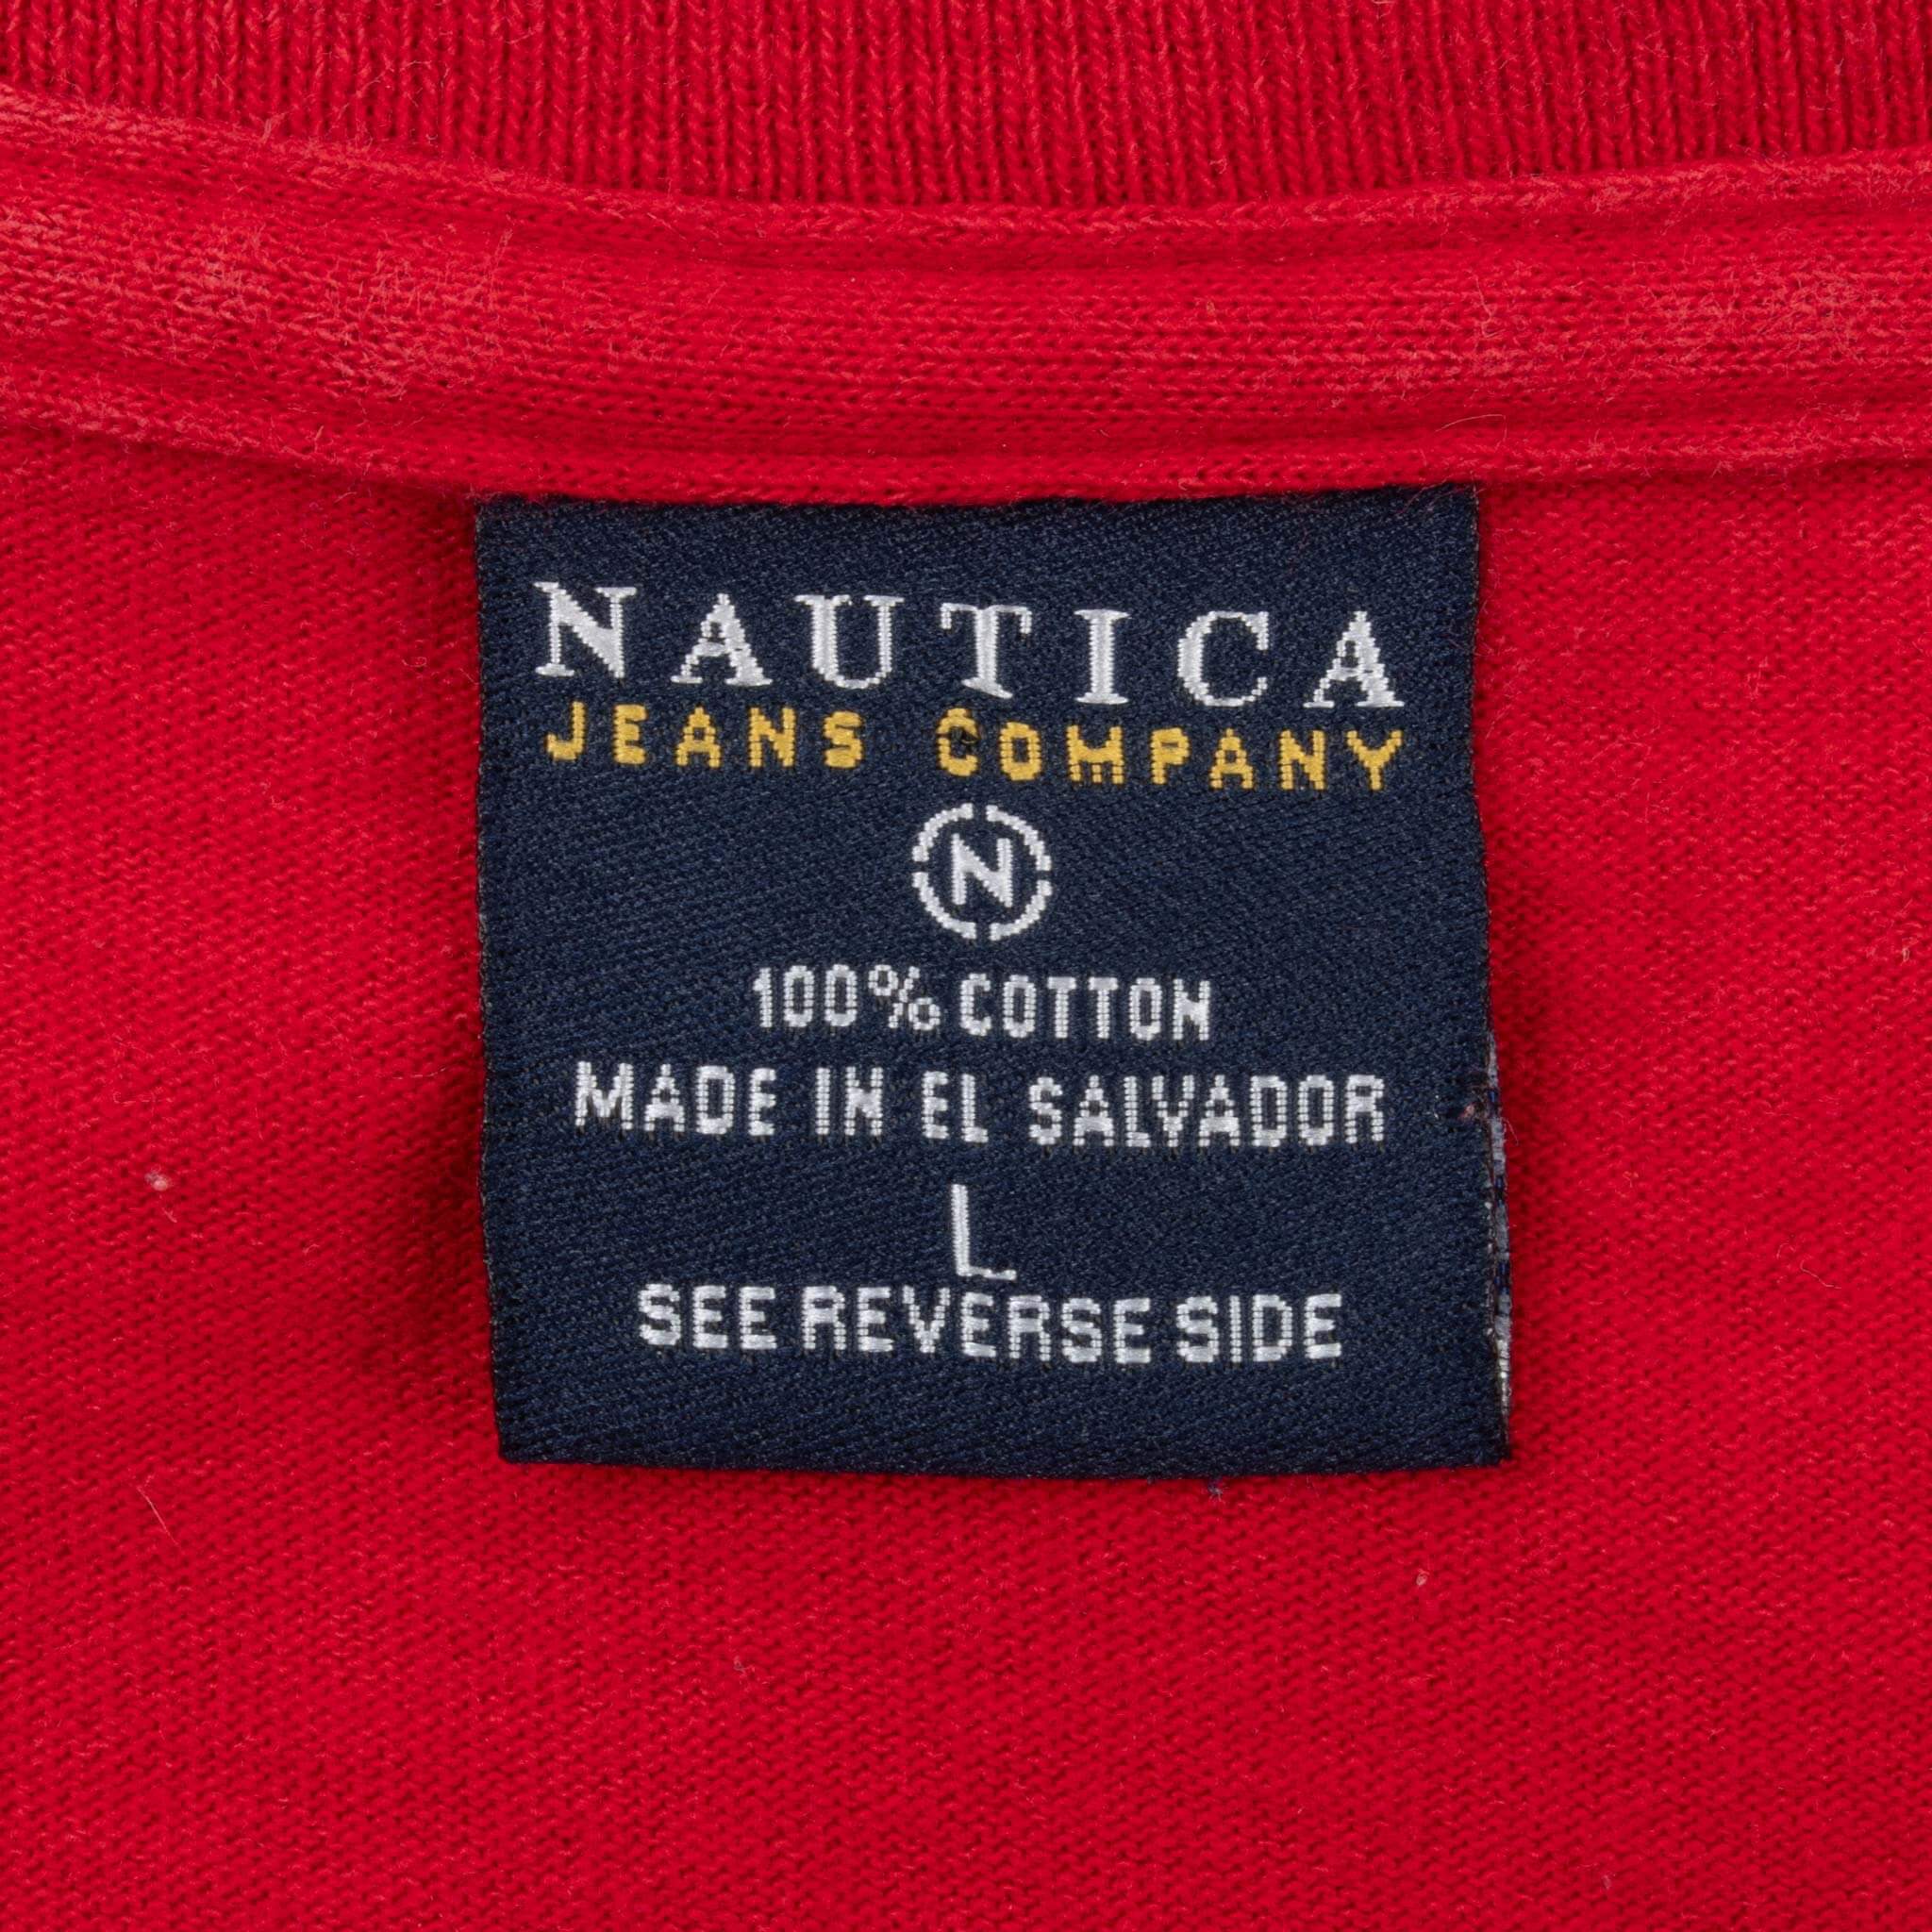 NAUTICA
JEANS COMPANY
N
100% COTTON
MADE IN EL SALVADOR
L
SEE REVERSE SIDE